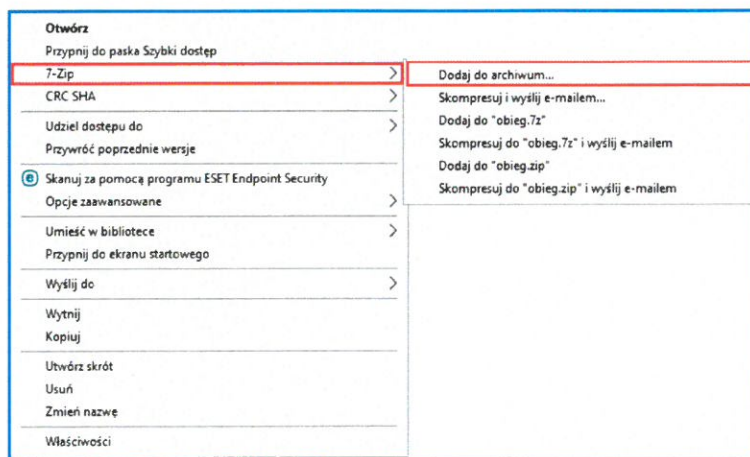 Otwórz
Przypnij do paska Szybki dostęp
7-Zip
CRC SHA
Udziel dostępu do
Przywróć poprzednie wersje
Skanuj za pomocą programu ESET Endpoint Security
Opcje zaawansowane
Umieść w bibliotece
Przypnij do ekranu startowego
Wyślij do
Wytnij
Kopiuj
Utwórz skrót
Usuń
Zmień nazwę
Właściwości
Dodaj do archiwum...
Skompresuj i wyślij e-mailem...
Dodaj do "obieg.7z"
Skompresuj do "obieg.7z" i wyślij e-mailem
Dodaj do "obieg.zip"
Skompresuj do "obieg.zip" i wyślij e-mailem